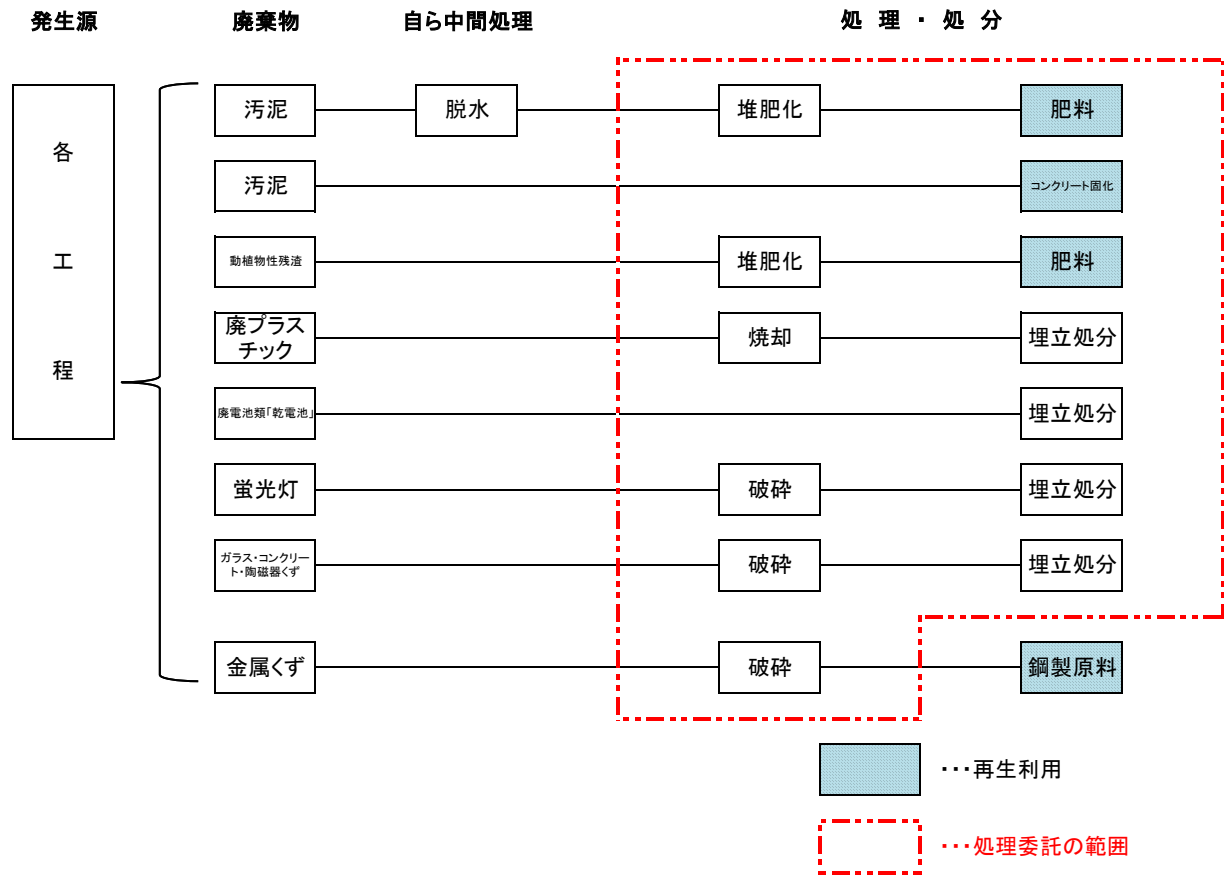 発生源 廃棄物 自ら中間処理 処 理 ・ 処 分
各
工
程
汚泥 脱水 堆肥化 肥料
汚泥 コンクリート固化
動植物性残渣 堆肥化 肥料
廃プラス
チック 焼却 埋立処分
廃電池類「乾電池」 埋立処分
蛍光灯 破砕 埋立処分
ガラス・コンクリー
ト・陶磁器くず 破砕 埋立処分
金属くず 破砕 鋼製原料
・・・再生利用
・・・処理委託の範囲